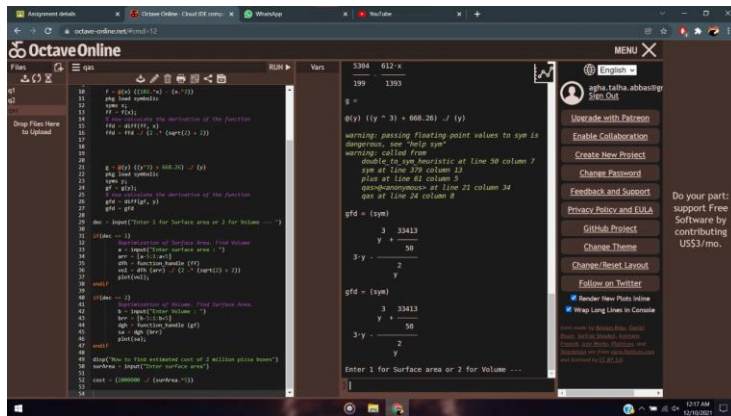 Assignment details
Octave Online · Cloud IDE comp
WhatsApp
YouTube
octave-online.net/#cmd=12
OctaveOnline
MENU
Files
qas
RUN
Vars
q1
q2
qas
Drop Files Here
to Upload
pkg load symbolic
syms x;
ff = f(x);
% now calculate the derivative of the function
ffd = diff(ff, x)
ffd = ffd ./ (2 .* (sqrt(2) + 2))
g = @(y) ((y^3) + 668.26) ./ (y)
pkg load symbolic
syms y;
gf = g(y);
% now calculate the derivative of the function
gfd = diff(gf, y)
gfd = gfd
dec = input("Enter 1 for Surface area or 2 for Volume --- ")
if(dec == 1)
%optimization of Surface Area. Find Volume
a = input("Enter surface area : ")
arr = [a-5:1:a+5]
dfh = function_handle (ff)
vol = dfh (arr) ./ (2 .* (sqrt(2) + 2))
plot(vol);
endif
if(dec == 2)
%optimization of Volume. Find Surface Area.
b = input("Enter Volume : ")
brr = [b-5:1:b+5]
dgh = function_handle (gf)
sa = dgh (brr)
plot(sa);
endif
disp("Now to find estimated cost of 2 million pizza boxes")
sunArea = input("Enter surface area")
cost = (2000000 ./ (sunArea.*5))
5304   612·x
199   1393
g =
@(y) ((y ^ 3) + 668.26) ./ (y)
warning: passing floating-point values to sym is
dangerous, see "help sym"
warning: called from
double_to_sym_heuristic at line 50 column 7
sym at line 379 column 13
plus at line 61 column 5
qas>@<anonymous> at line 21 column 34
qas at line 24 column 8
gfd = (sym)
3   33413
y  + ─────
50
3·y - ─────────
2
y
gfd = (sym)
3   33413
y  + ─────
50
3·y - ─────────
2
y
Enter 1 for Surface area or 2 for Volume ---
English
agha.talha.abbas@gr
Sign Out
Upgrade with Patreon
Enable Collaboration
Create New Project
Change Password
Feedback and Support
Privacy Policy and EULA
GitHub Project
Change Theme
Change/Reset Layout
Follow on Twitter
Render New Plots Inline
Wrap Long Lines in Console
Do your part:
support Free
Software by
contributing
US$3/mo.
12:17 AM
12/10/2021